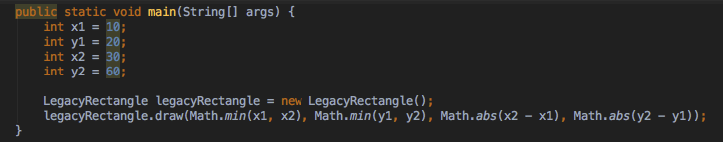 public static void main(String[] args) {
    int x1 = 10;
    int y1 = 20;
    int x2 = 30;
    int y2 = 60;

    LegacyRectangle legacyRectangle = new LegacyRectangle();
    legacyRectangle.draw(Math.min(x1, x2), Math.min(y1, y2), Math.abs(x2 - x1), Math.abs(y2 - y1));
}